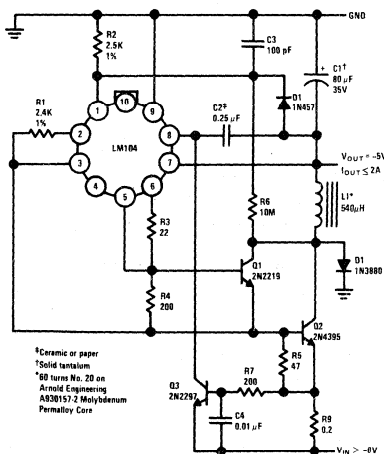 GND
R2
2.5K
1%
C3
100 pF
C1†
80 µF
35V
+
D1
1N457
C2‡
0.25 µF
R1
2.4K
1%
1
10
9
2
8
LM104
3
7
4
5
6
VOUT = -5V
IOUT ≤ 2A
R3
22
R6
10M
L1*
540µH
D1
1N3880
Q1
2N2219
R4
200
Q2
2N4395
R5
47
Q3
2N2297
R7
200
C4
0.01 µF
R9
0.2
VIN > -8V
‡Ceramic or paper
†Solid tantalum
*60 turns No. 20 on
Arnold Engineering
A930157-2 Molybdenum
Permalloy Core